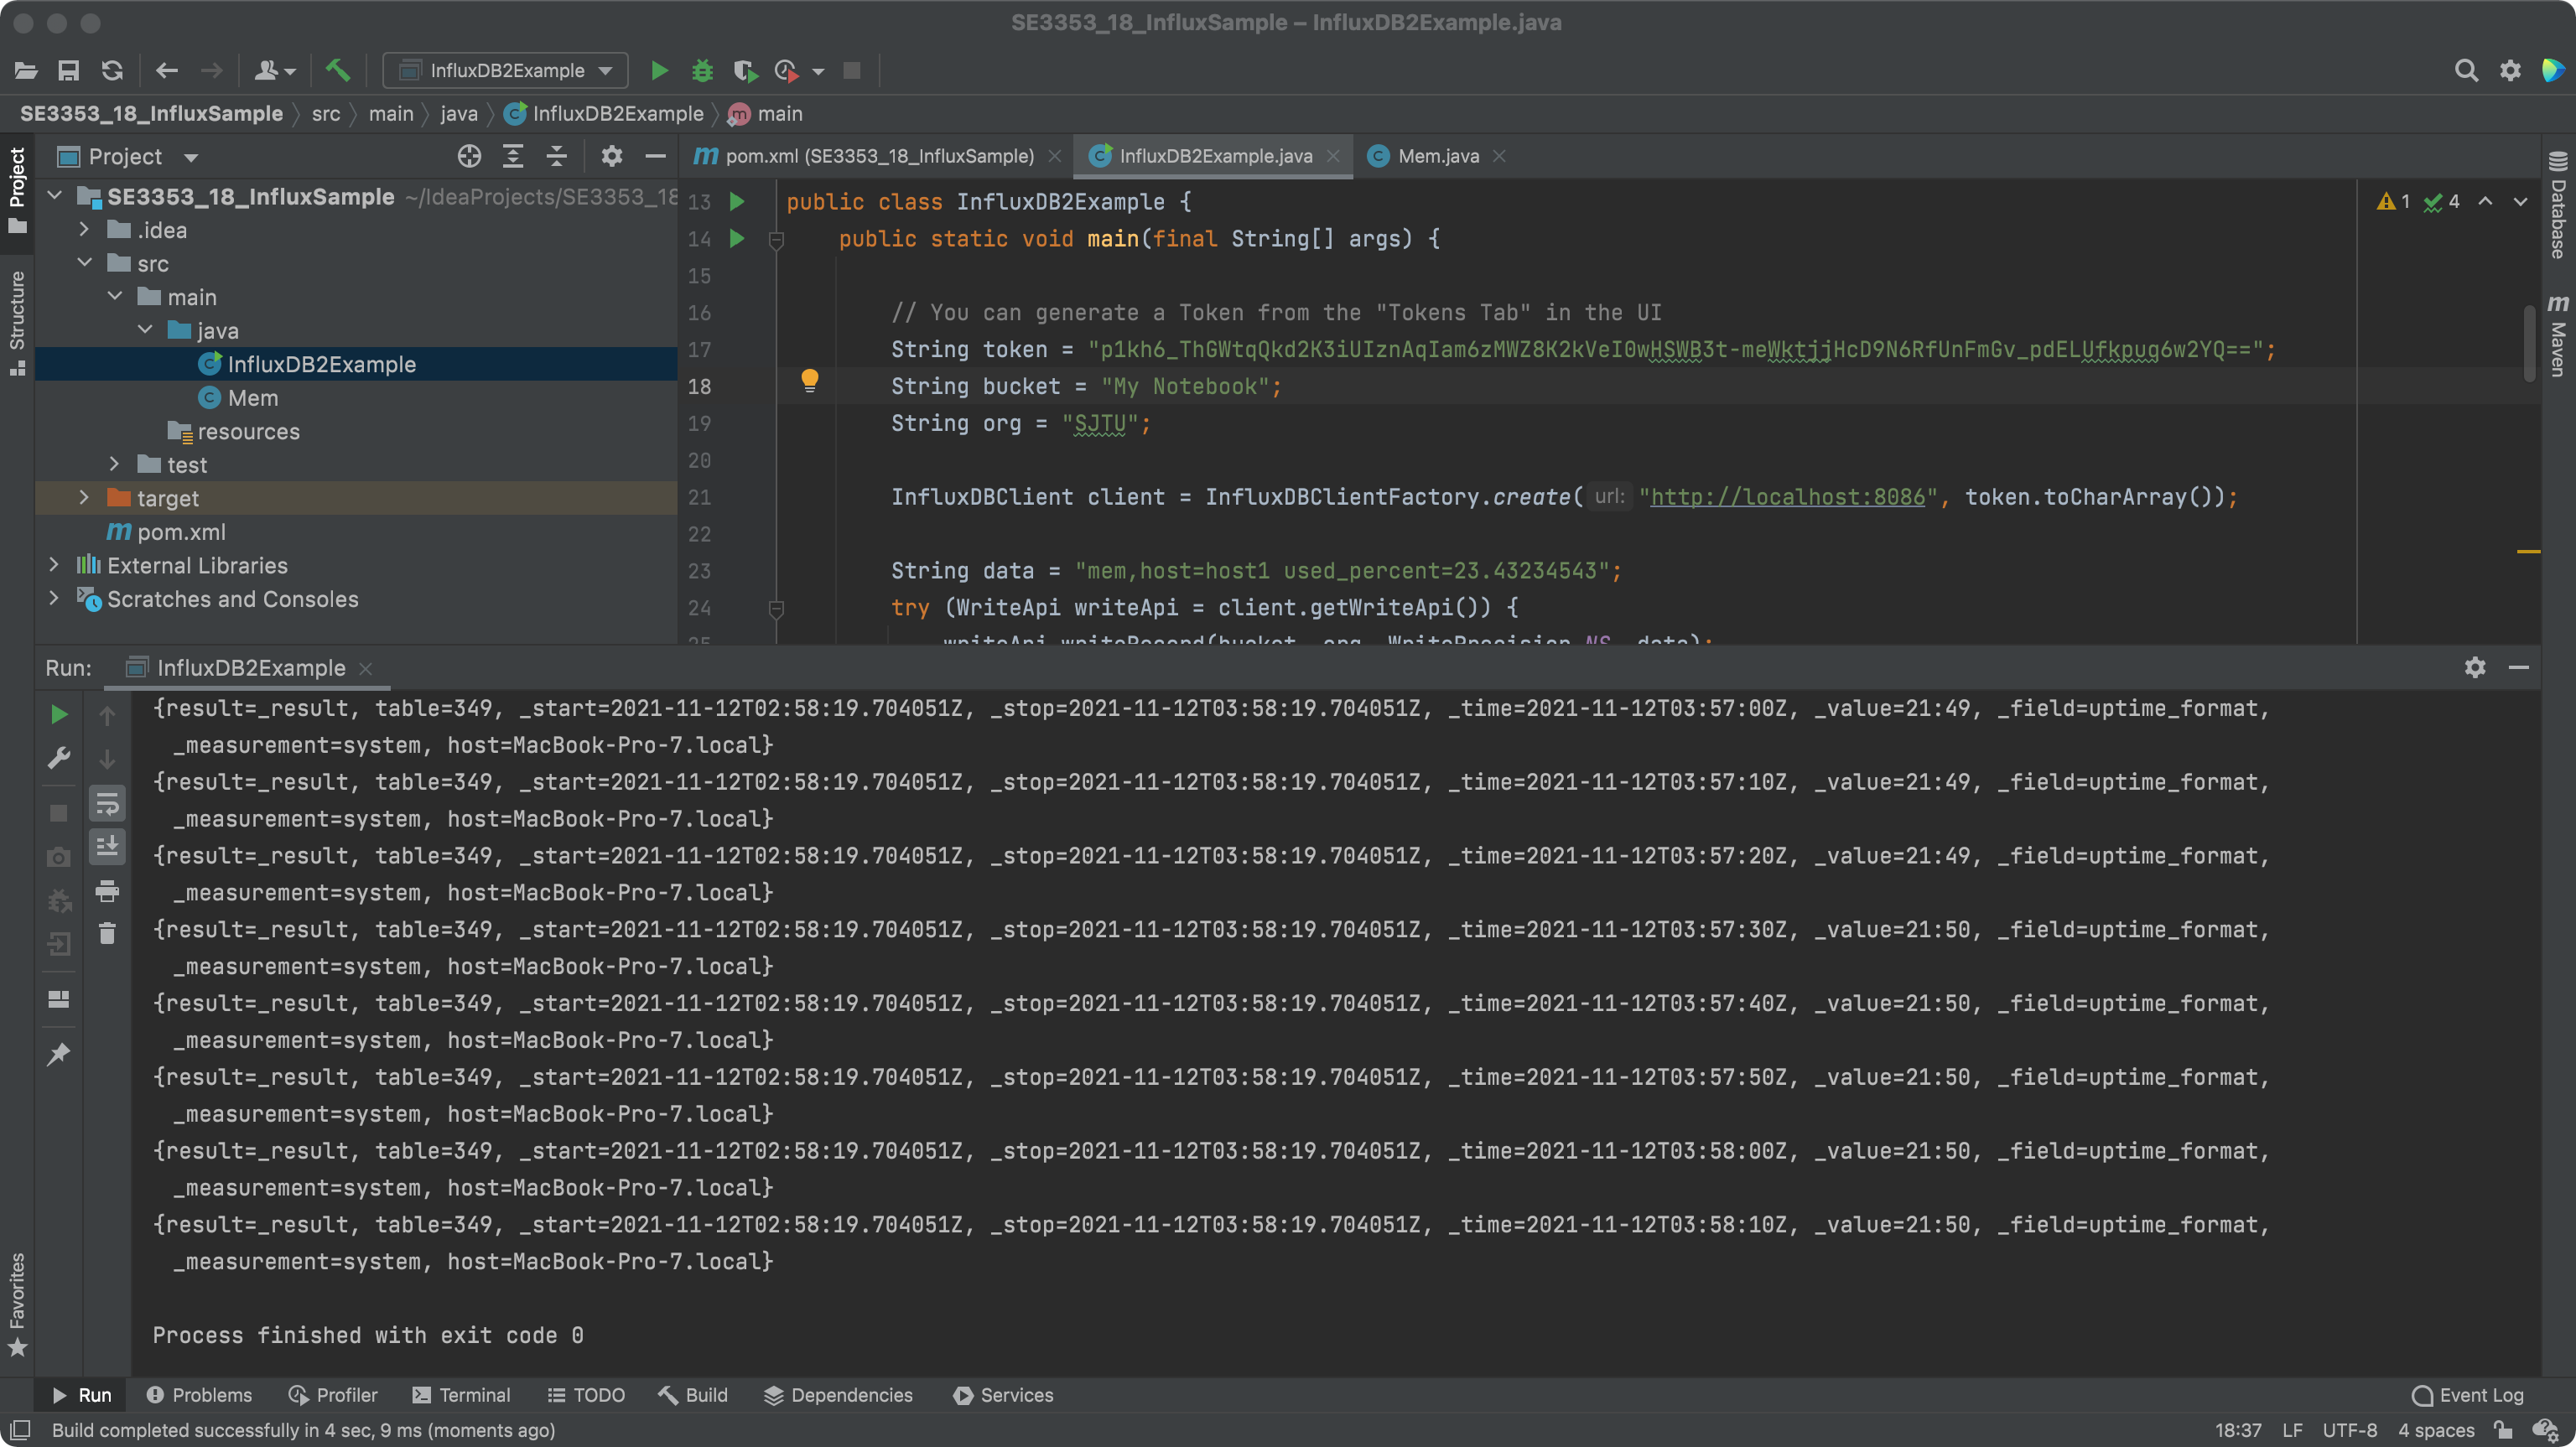 SE3353_18_InfluxSample – InfluxDB2Example.java
InfluxDB2Example
SE3353_18_InfluxSample
src
main
java
InfluxDB2Example
main
Project
Structure
Favorites
Project
SE3353_18_InfluxSample ~/IdeaProjects/SE3353_18
.idea
src
main
java
InfluxDB2Example
Mem
resources
test
target
pom.xml
External Libraries
Scratches and Consoles
pom.xml (SE3353_18_InfluxSample)
InfluxDB2Example.java
Mem.java
1 4
Database
Maven
13 public class InfluxDB2Example {
14 public static void main(final String[] args) {
15
16 // You can generate a Token from the "Tokens Tab" in the UI
17 String token = "p1kh6_ThGWtqQkd2K3iUIznAqIam6zMWZ8K2kVeI0wHSWB3t-meWktjjHcD9N6RfUnFmGv_pdELUfkpug6w2YQ==";
18 String bucket = "My Notebook";
19 String org = "SJTU";
20
21 InfluxDBClient client = InfluxDBClientFactory.create( url: "http://localhost:8086", token.toCharArray());
22
23 String data = "mem,host=host1 used_percent=23.43234543";
24 try (WriteApi writeApi = client.getWriteApi()) {
25 writeApi.writeRecord(bucket, org, WritePrecision.NS, data);
Run: InfluxDB2Example
{result=_result, table=349, _start=2021-11-12T02:58:19.704051Z, _stop=2021-11-12T03:58:19.704051Z, _time=2021-11-12T03:57:00Z, _value=21:49, _field=uptime_format,
_measurement=system, host=MacBook-Pro-7.local}
{result=_result, table=349, _start=2021-11-12T02:58:19.704051Z, _stop=2021-11-12T03:58:19.704051Z, _time=2021-11-12T03:57:10Z, _value=21:49, _field=uptime_format,
_measurement=system, host=MacBook-Pro-7.local}
{result=_result, table=349, _start=2021-11-12T02:58:19.704051Z, _stop=2021-11-12T03:58:19.704051Z, _time=2021-11-12T03:57:20Z, _value=21:49, _field=uptime_format,
_measurement=system, host=MacBook-Pro-7.local}
{result=_result, table=349, _start=2021-11-12T02:58:19.704051Z, _stop=2021-11-12T03:58:19.704051Z, _time=2021-11-12T03:57:30Z, _value=21:50, _field=uptime_format,
_measurement=system, host=MacBook-Pro-7.local}
{result=_result, table=349, _start=2021-11-12T02:58:19.704051Z, _stop=2021-11-12T03:58:19.704051Z, _time=2021-11-12T03:57:40Z, _value=21:50, _field=uptime_format,
_measurement=system, host=MacBook-Pro-7.local}
{result=_result, table=349, _start=2021-11-12T02:58:19.704051Z, _stop=2021-11-12T03:58:19.704051Z, _time=2021-11-12T03:57:50Z, _value=21:50, _field=uptime_format,
_measurement=system, host=MacBook-Pro-7.local}
{result=_result, table=349, _start=2021-11-12T02:58:19.704051Z, _stop=2021-11-12T03:58:19.704051Z, _time=2021-11-12T03:58:00Z, _value=21:50, _field=uptime_format,
_measurement=system, host=MacBook-Pro-7.local}
{result=_result, table=349, _start=2021-11-12T02:58:19.704051Z, _stop=2021-11-12T03:58:19.704051Z, _time=2021-11-12T03:58:10Z, _value=21:50, _field=uptime_format,
_measurement=system, host=MacBook-Pro-7.local}
Process finished with exit code 0
Run Problems Profiler Terminal TODO Build Dependencies Services Event Log
Build completed successfully in 4 sec, 9 ms (moments ago) 18:37 LF UTF-8 4 spaces